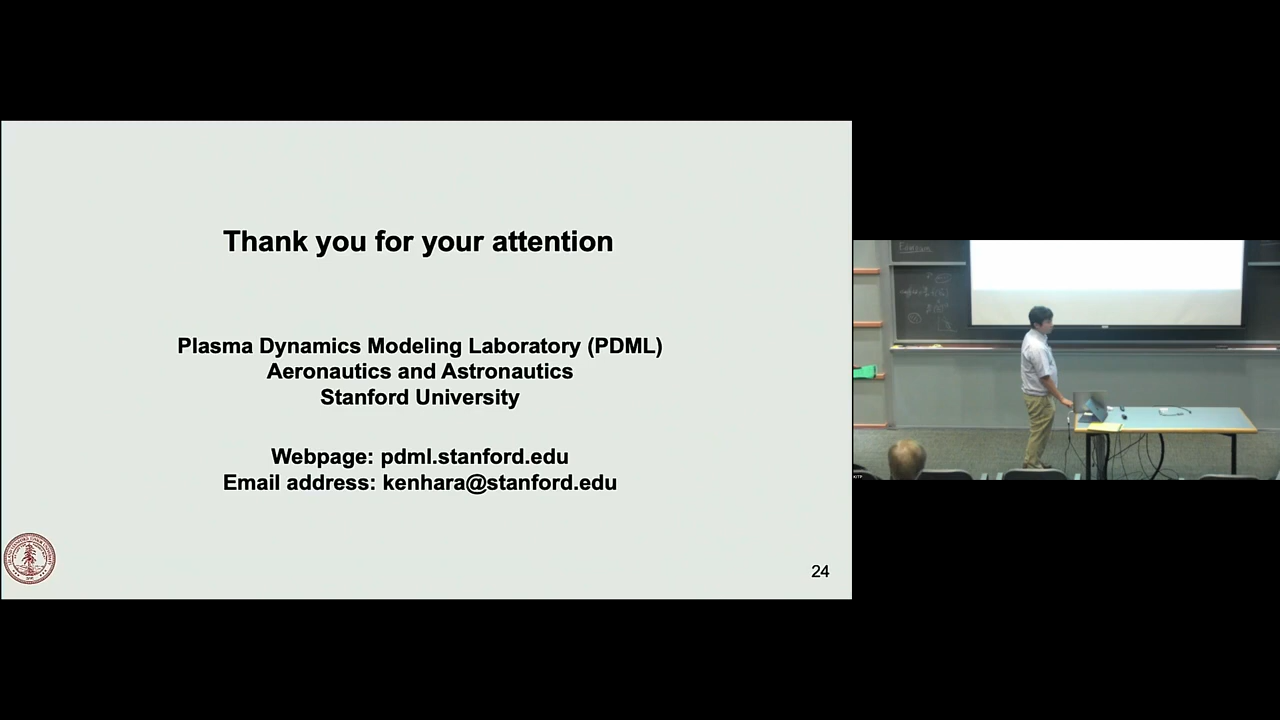 Thank you for your attention
Plasma Dynamics Modeling Laboratory (PDML)
Aeronautics and Astronautics
Stanford University
Webpage: pdml.stanford.edu
Email address: kenhara@stanford.edu
24
KITP